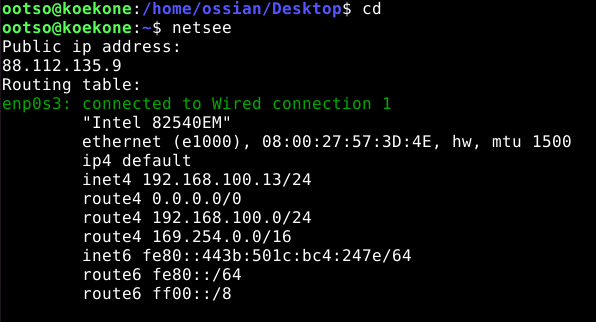 ootso@koekone:/home/ossian/Desktop$ cd
ootso@koekone:~$ netsee
Public ip address:
88.112.135.9
Routing table:
enp0s3: connected to Wired connection 1
"Intel 82540EM"
ethernet (e1000), 08:00:27:57:3D:4E, hw, mtu 1500
ip4 default
inet4 192.168.100.13/24
route4 0.0.0.0/0
route4 192.168.100.0/24
route4 169.254.0.0/16
inet6 fe80::443b:501c:bc4:247e/64
route6 fe80::/64
route6 ff00::/8